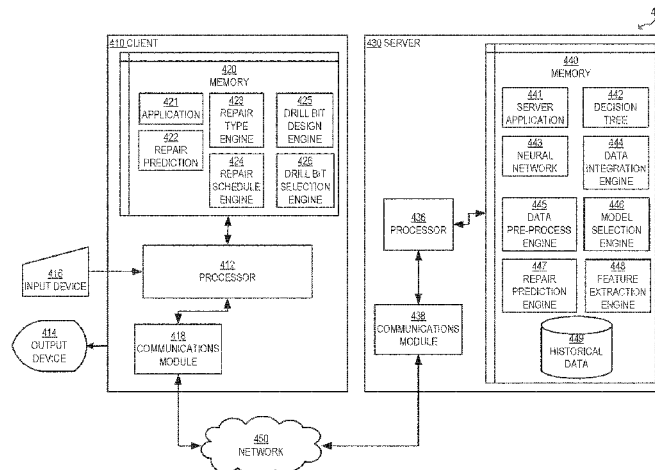 4
410 CLIENT
420
MEMORY
421
APPLICATION
422
REPAIR
PREDICTION
423
REPAIR
TYPE
ENGINE
424
REPAIR
SCHEDULE
ENGINE
425
DRILL BIT
DESIGN
ENGINE
426
DRILL BIT
SELECTION
ENGINE
416
INPUT DEVICE
412
PROCESSOR
414
OUTPUT
DEVICE
418
COMMUNICATIONS
MODULE
450
NETWORK
430 SERVER
436
PROCESSOR
438
COMMUNICATIONS
MODULE
440
MEMORY
441
SERVER
APPLICATION
442
DECISION
TREE
443
NEURAL
NETWORK
444
DATA
INTEGRATION
ENGINE
445
DATA
PRE-PROCESS
ENGINE
446
MODEL
SELECTION
ENGINE
447
REPAIR
PREDICTION
ENGINE
448
FEATURE
EXTRACTION
ENGINE
449
HISTORICAL
DATA